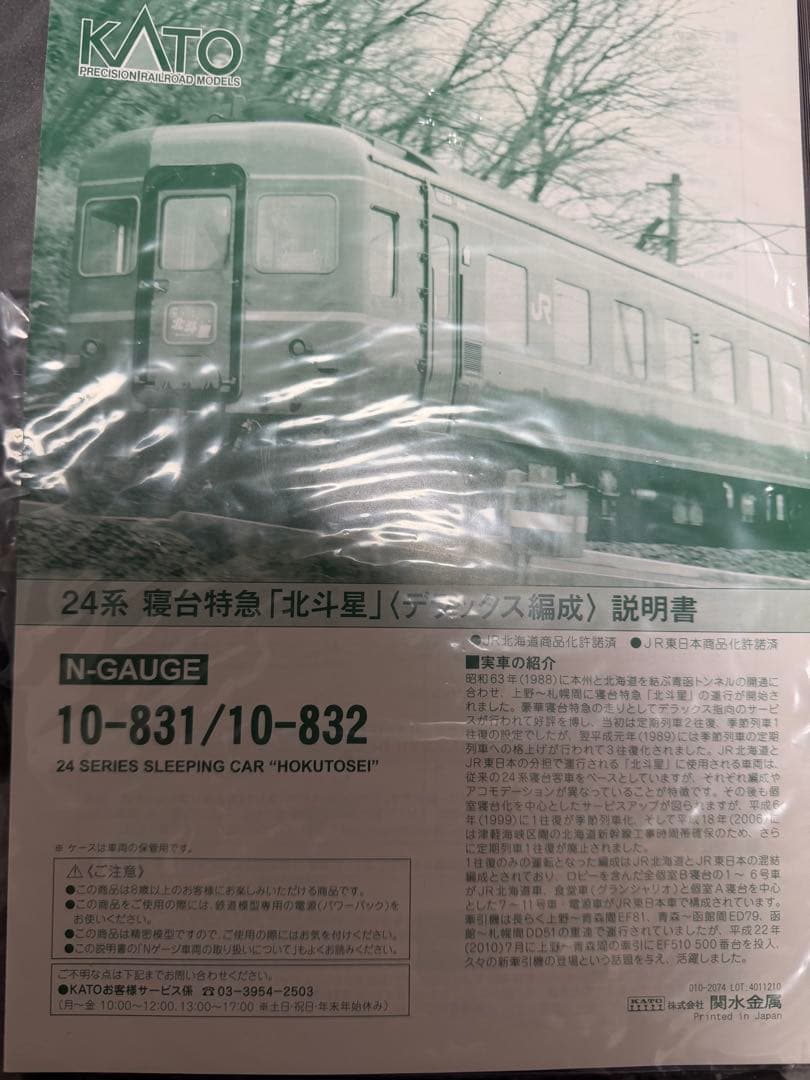 KATO
PRECISION RAILROAD MODELS
北斗星
JR
24系 寝台特急「北斗星」〈デラックス編成〉 説明書
●JR北海道商品化許諾済 ●JR東日本商品化許諾済
N-GAUGE
10-831/10-832
24 SERIES SLEEPING CAR “HOKUTOSEI”
■実車の紹介
昭和63年(1988)に本州と北海道を結ぶ青函トンネルの開通に
合わせ、上野～札幌間に寝台特急「北斗星」の運行が開始さ
れました。豪華寝台特急の走りとしてデラックス指向のサービ
スが行われて好評を博し、当初は定期列車2往復、季節列車1
往復の設定でしたが、翌平成元年(1989)には季節列車の定期
列車への格上げが行われて3往復化されました。JR北海道と
JR東日本の分担で運行される「北斗星」に使用される車両は、
従来の24系寝台客車をベースとしていますが、それぞれ編成や
アコモデーションが異なっていることが特徴です。その後も個
室寝台化を中心としたサービスアップが図られますが、平成6
年(1999)に1往復が季節列車化、そして平成18年(2006)に
は津軽海峡区間の北海道新幹線工事時間帯確保のため、さら
に定期列車1往復が廃止されました。
1往復のみの運転となった編成はJR北海道とJR東日本の混結
編成とされており、ロビーを含んだ全個室B寝台の1～6号車
がJR北海道車、食堂車(グランシャリオ)と個室A寝台を中心
とした7～11号車・電源車がJR東日本車で構成されています。
牽引機は長らく上野～青森間EF81、青森～函館間ED79、函
館～札幌間DD51の重連で運行されていましたが、平成22年
(2010)7月に上野～青森間の牽引にEF510 500番台を投入、
久々の新牽引機の登場という話題を与え、活躍しました。
※ ケースは車両の保管用です。
⚠〈ご注意〉
●この商品は8歳以上のお客様にお楽しみいただける商品です。
●この商品をご使用の際には、鉄道模型専用の電源(パワーパック)を
お使いください。
●この商品は精密模型ですので、ご使用の際にはお気を付けください。
●この説明書の「Nゲージ車両の取り扱いについて」もよくお読みください。
ご不明な点は下記までお問い合わせください。
●KATOお客様サービス係 ☎03-3954-2503
(月～金 10:00～12:00、13:00～17:00 ※土日・祝日・年末年始休み)
010-2074 LOT:4011210
KATO 株式会社 関水金属
Printed in Japan